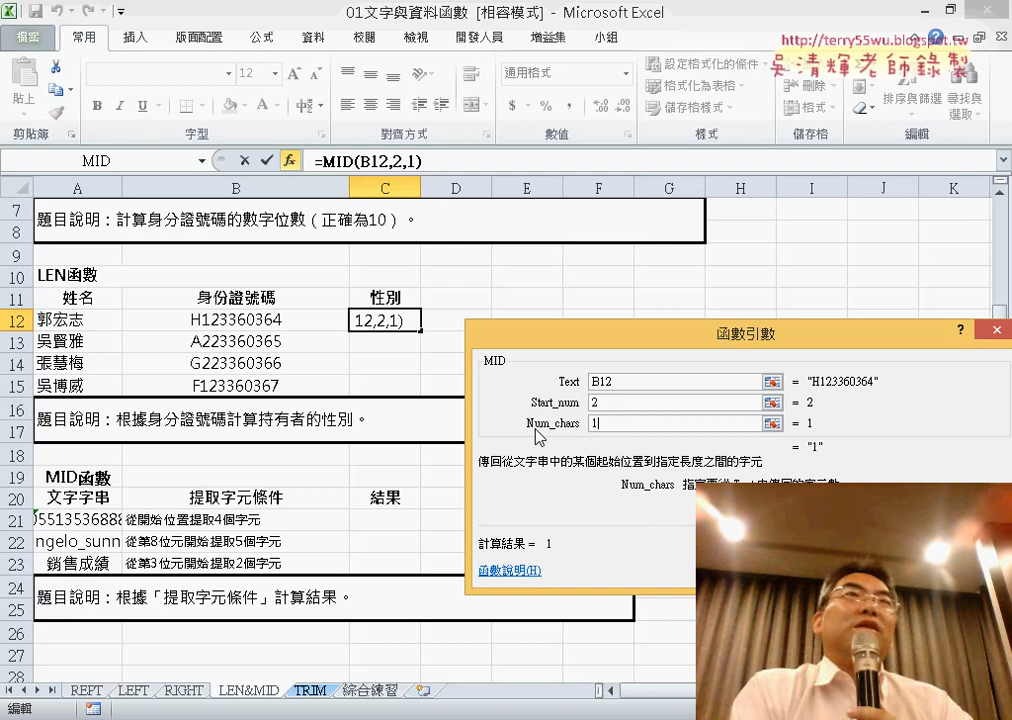 01文字與資料函數 [相容模式] - Microsoft Excel
檔案 常用 插入 版面配置 公式 資料 校閱 檢視 開發人員 增益集 小組
http://terry55wu.blogspot.tw
吳清輝老師錄製
貼上 12 通用格式 設定格式化的條件 格式化為表格 儲存格樣式 刪除 格式 排序與篩選 尋找與選取
剪貼簿 字型 對齊方式 數值 樣式 儲存格 編輯
MID =MID(B12,2,1)
A B C D E F G H I J K
7 題目說明：計算身分證號碼的數字位數（正確為10）。
8
9
10 LEN函數
11 姓名 身份證號碼 性別
12 郭宏志 H123360364 12,2,1)
13 吳賢雅 A223360365
14 張慧梅 G223360366
15 吳博威 F123360367
16 題目說明：根據身分證號碼計算持有者的性別。
17
18
19 MID函數
20 文字字串 提取字元條件 結果
21 05513536888 從開始位置提取4個字元
22 ngelo_sunn 從第8位元開始提取5個字元
23 銷售成績 從第3位元開始提取2個字元
24 題目說明：根據「提取字元條件」計算結果。
25
26
27
28
函數引數
MID
Text B12 = "H123360364"
Start_num 2 = 2
Num_chars 1 = 1
= "1"
傳回從文字串中的某個起始位置到指定長度之間的字元
Num_chars 指定要從 Text 中傳回的字元數
計算結果 = 1
函數說明(H)
REPT LEFT RIGHT LEN&MID TRIM 綜合練習
編輯